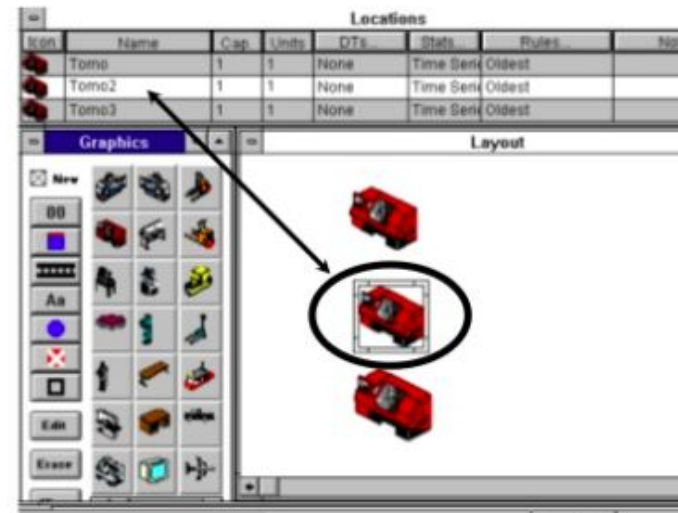 Locations
Icon Name Cap Units DTs... Stats... Rules...
Torno 1 1 None Time Serie Oldest
Torno2 1 1 None Time Serie Oldest
Torno3 1 1 None Time Serie Oldest
Graphics
Layout
New
Aa
Edit
Erase